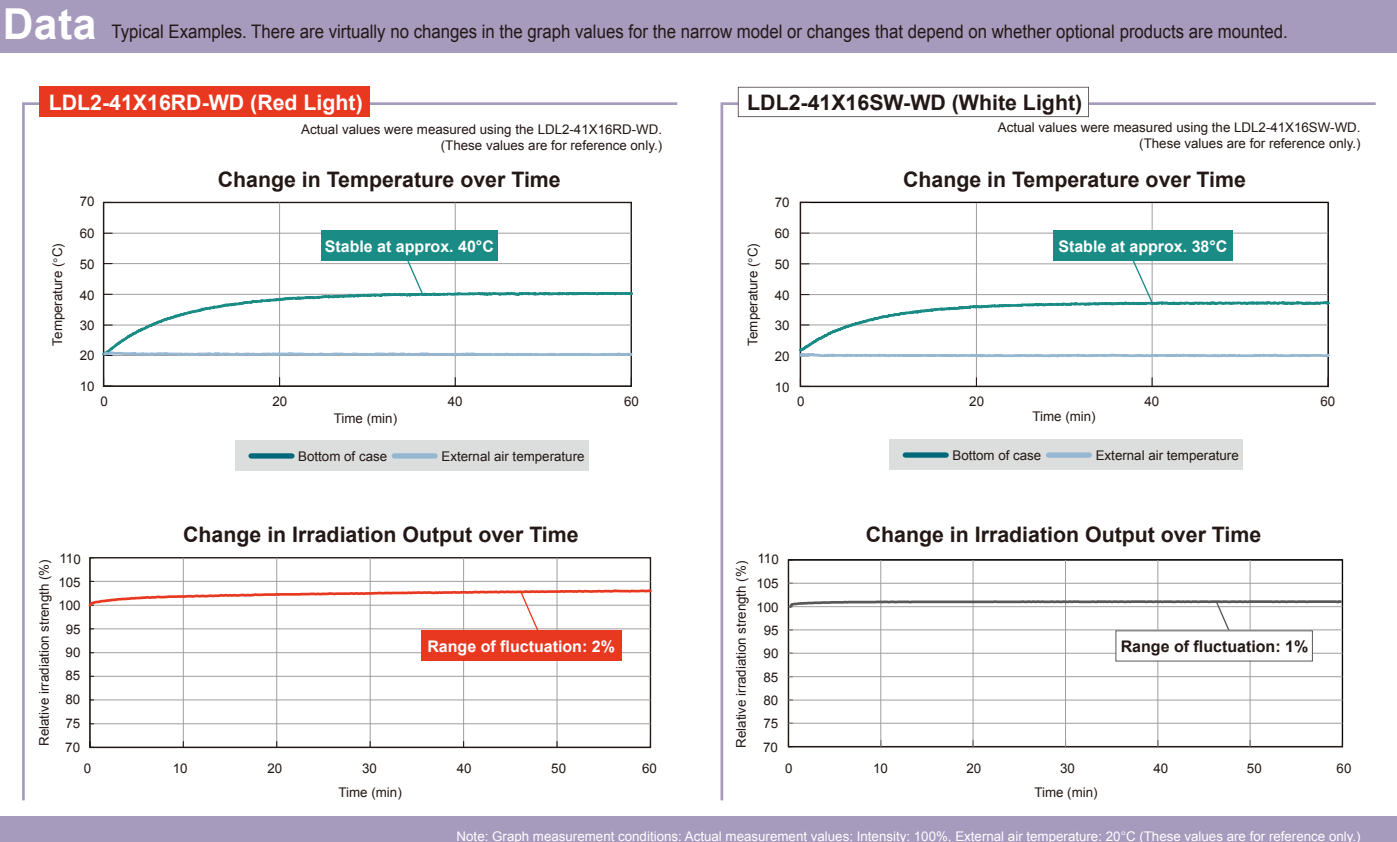 Data Typical Examples. There are virtually no changes in the graph values for the narrow model or changes that depend on whether optional products are mounted.
LDL2-41X16RD-WD (Red Light)
Actual values were measured using the LDL2-41X16RD-WD.
(These values are for reference only.)
Change in Temperature over Time
Temperature (°C)
70
60
50
40
30
20
10
Stable at approx. 40°C
0 20 40 60
Time (min)
Bottom of case External air temperature
Change in Irradiation Output over Time
Relative irradiation strength (%)
110
105
100
95
90
85
80
75
70
Range of fluctuation: 2%
0 10 20 30 40 50 60
Time (min)
LDL2-41X16SW-WD (White Light)
Actual values were measured using the LDL2-41X16SW-WD.
(These values are for reference only.)
Change in Temperature over Time
Temperature (°C)
70
60
50
40
30
20
10
Stable at approx. 38°C
0 20 40 60
Time (min)
Bottom of case External air temperature
Change in Irradiation Output over Time
Relative irradiation strength (%)
110
105
100
95
90
85
80
75
70
Range of fluctuation: 1%
0 10 20 30 40 50 60
Time (min)
Note: Graph measurement conditions: Actual measurement values: Intensity: 100%, External air temperature: 20°C (These values are for reference only.)